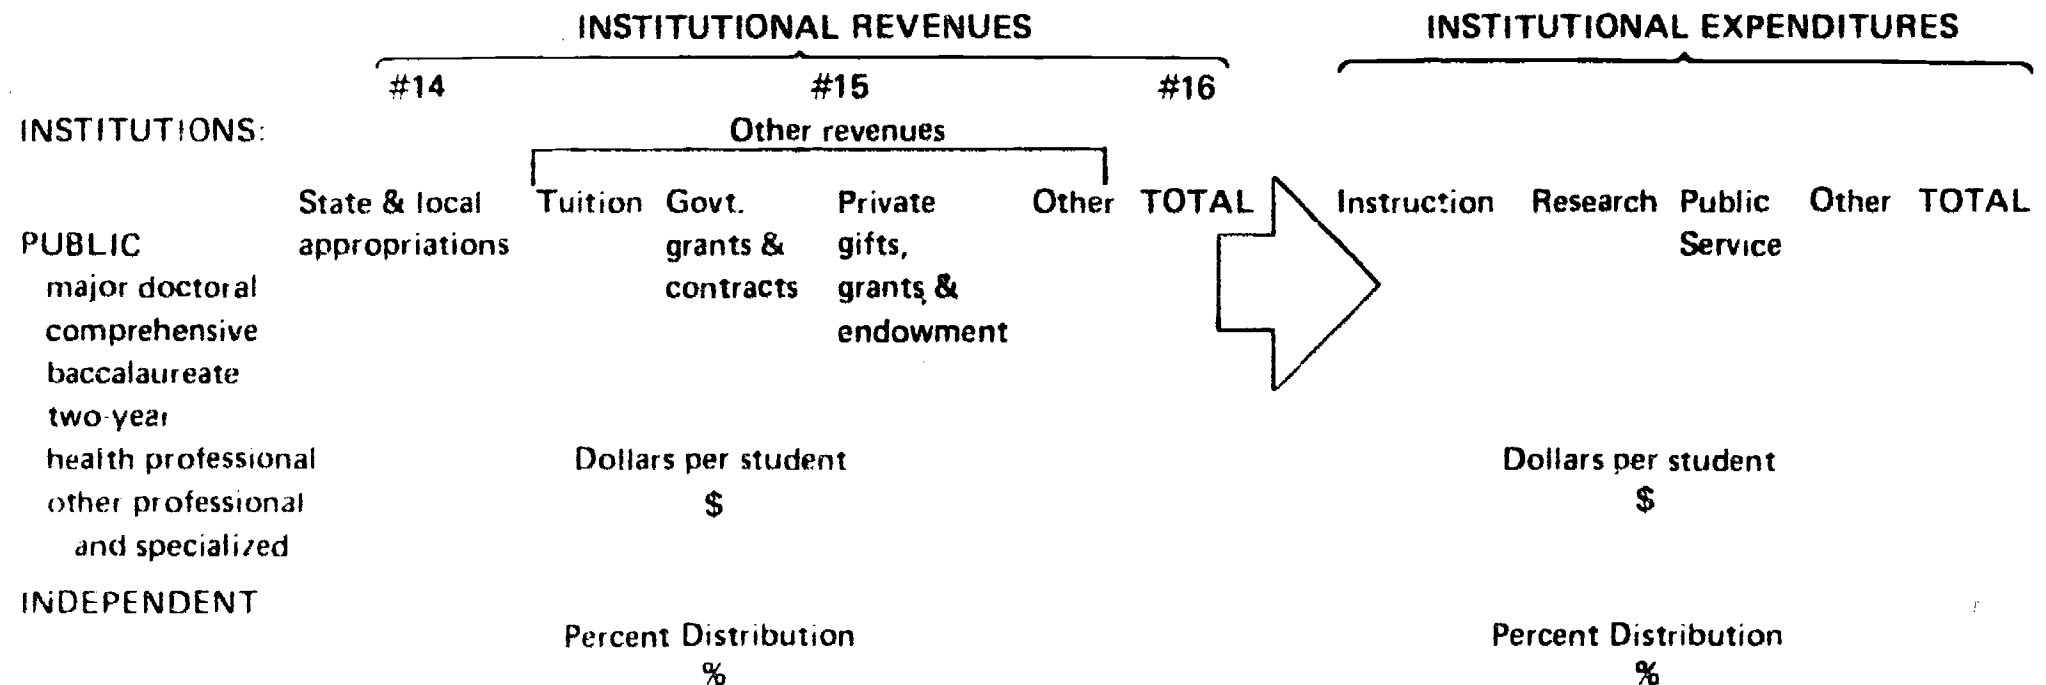 INSTITUTIONAL REVENUES INSTITUTIONAL EXPENDITURES
#14 #15 #16
INSTITUTIONS: Other revenues
State & local Tuition Govt. Private Other TOTAL Instruction Research Public Other TOTAL
PUBLIC appropriations grants & gifts, Service
major doctoral contracts grants &
comprehensive endowment
baccalaureate
two-year
health professional Dollars per student Dollars per student
other professional $ $
and specialized
INDEPENDENT
Percent Distribution Percent Distribution
% %